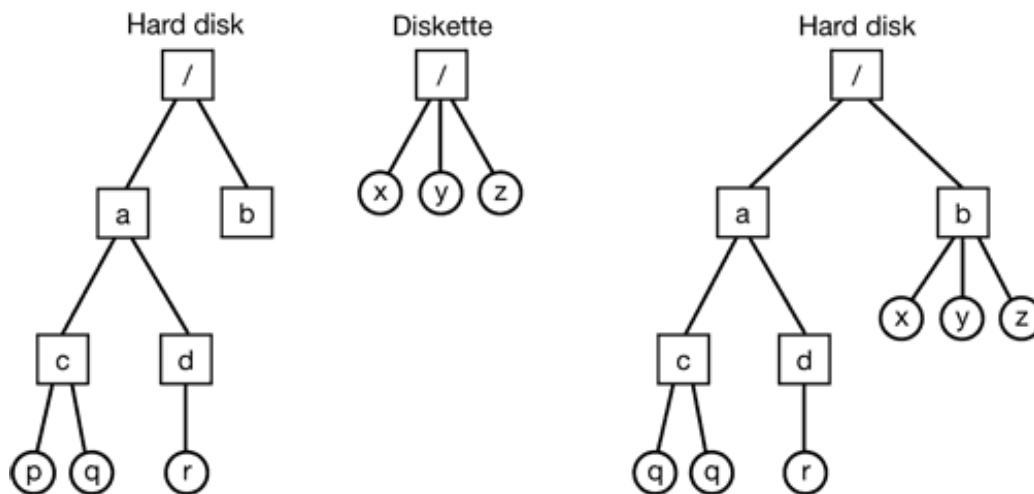 Hard disk Diskette Hard disk
/ / /
x y z
a b a b
x y z
c d c d
p q r q q r